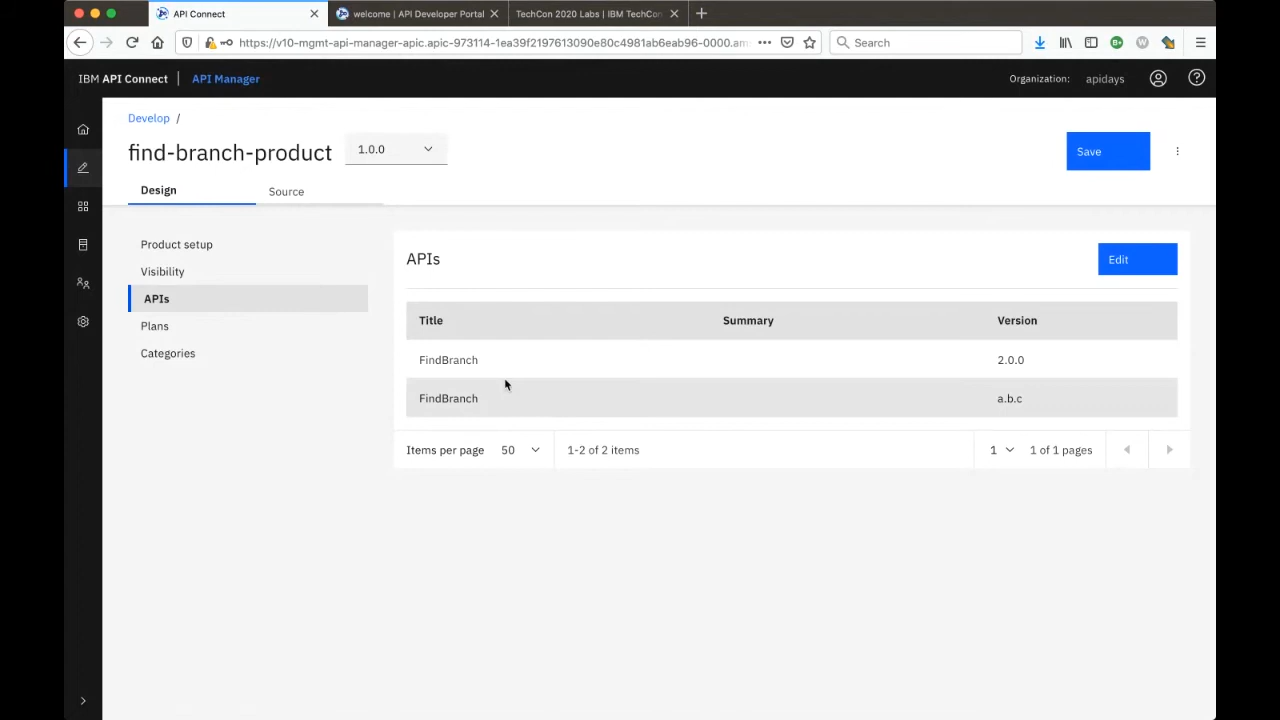 API Connect
welcome | API Developer Portal
TechCon 2020 Labs | IBM TechCon
https://v10-mgmt-api-manager-apic.apic-973114-1ea39f2197613090e80c4981ab6eab96-0000.am
Search
IBM API Connect | API Manager
Organization: apidays
Develop /
find-branch-product
1.0.0
Save
Design
Source
Product setup
Visibility
APIs
Plans
Categories
APIs
Edit
Title Summary Version
FindBranch 2.0.0
FindBranch a.b.c
Items per page 50 1-2 of 2 items 1 1 of 1 pages